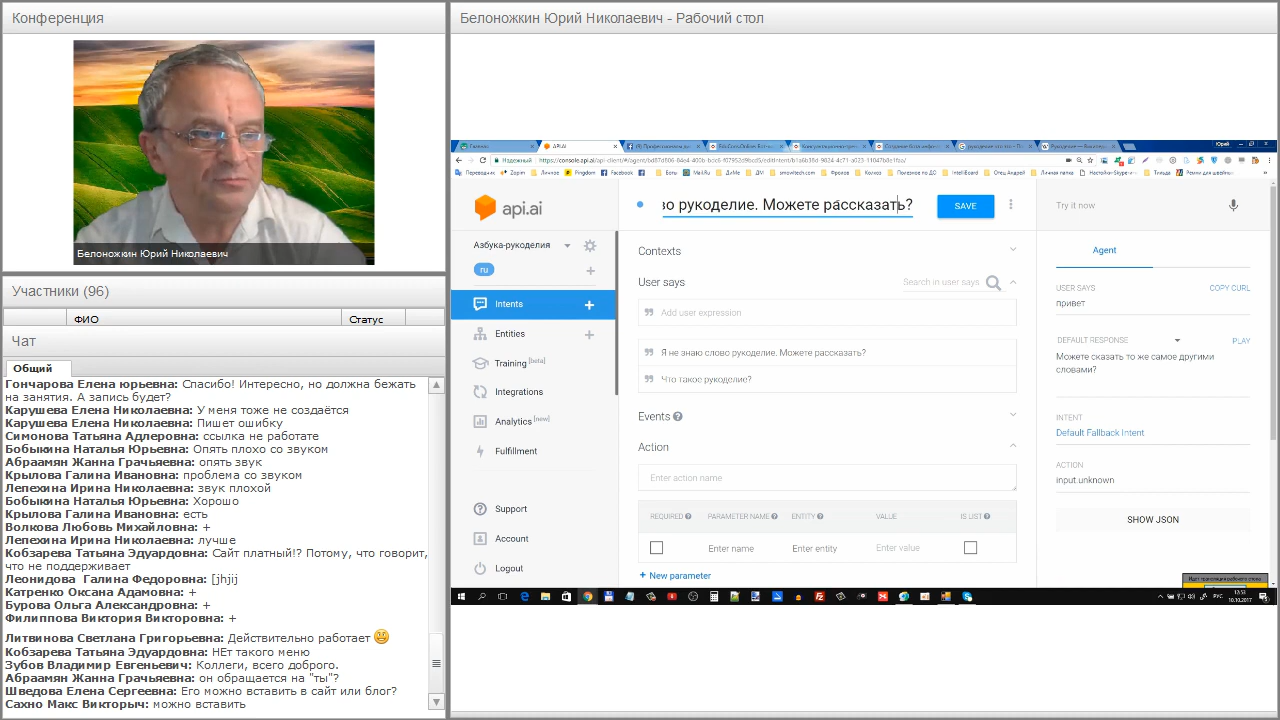 Конференция
Белоножкин Юрий Николаевич
Участники (96)
ФИО
Статус
Чат
Общий
Гончарова Елена юрьевна: Спасибо! Интересно, но должна бежать
на занятия. А запись будет?
Карушева Елена Николаевна: У меня тоже не создаётся
Карушева Елена Николаевна: Пишет ошибку
Симонова Татьяна Адлеровна: ссылка не работате
Бобыкина Наталья Юрьевна: Опять плохо со звуком
Абраамян Жанна Грачьяевна: опять звук
Крылова Галина Ивановна: проблема со звуком
Лепехина Ирина Николаевна: звук плохой
Бобыкина Наталья Юрьевна: Хорошо
Крылова Галина Ивановна: есть
Волкова Любовь Михайловна: +
Лепехина Ирина Николаевна: лучше
Кобзарева Татьяна Эдуардовна: Сайт платный!? Потому, что говорит,
что не поддерживает
Леонидова Галина Федоровна: [jhjij
Катренко Оксана Адамовна: +
Бурова Ольга Александровна: +
Филиппова Виктория Викторовна: +
Литвинова Светлана Григорьевна: Действительно работает
Кобзарева Татьяна Эдуардовна: НЕт такого меню
Зубов Владимир Евгеньевич: Коллеги, всего доброго.
Абраамян Жанна Грачьяевна: он обращается на "ты"?
Шведова Елена Сергеевна: Его можно вставить в сайт или блог?
Сахно Макс Викторыч: можно вставить
Белоножкин Юрий Николаевич - Рабочий стол
api.ai
Азбука-рукоделия
ru
Intents
Entities
Training [beta]
Integrations
Analytics [new]
Fulfillment
Support
Account
Logout
во рукоделие. Можете рассказать?
SAVE
Contexts
User says
Search in user says
Add user expression
Я не знаю слово рукоделие. Можете рассказать?
Что такое рукоделие?
Events
Action
Enter action name
REQUIRED
PARAMETER NAME
ENTITY
VALUE
IS LIST
Enter name
Enter entity
Enter value
+ New parameter
Try it now
Agent
USER SAYS
COPY CURL
привет
DEFAULT RESPONSE
PLAY
Можете сказать то же самое другими
словами?
INTENT
Default Fallback Intent
ACTION
input.unknown
SHOW JSON
РУС
10.10.2017